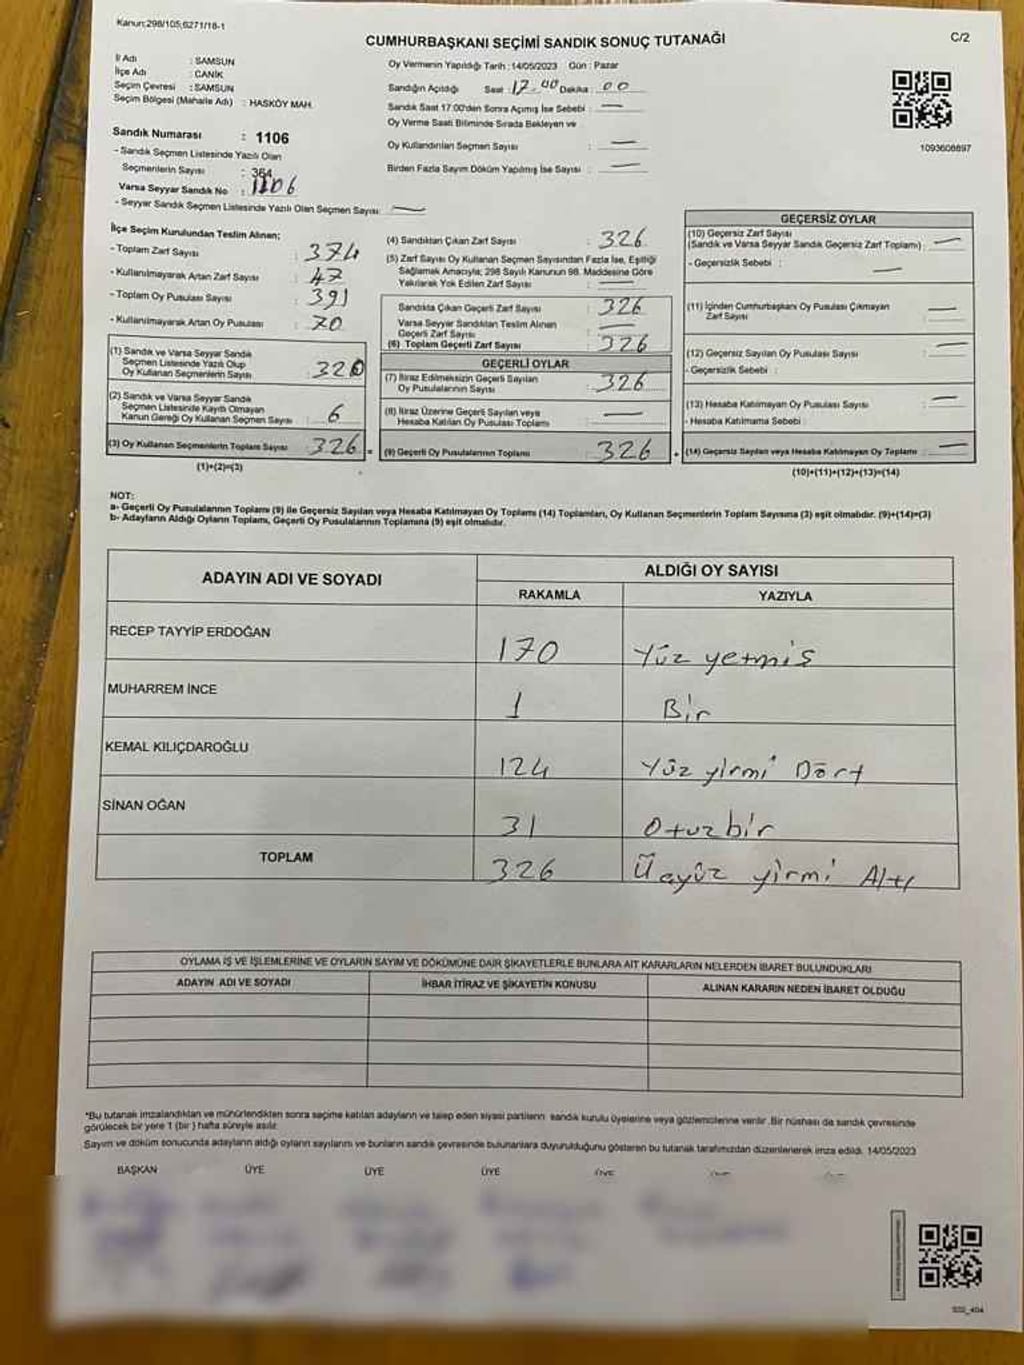 Kanun:298/105,6271/18-1
CUMHURBAŞKANI SEÇİMİ SANDIK SONUÇ TUTANAĞI
C/2
İl Adı : SAMSUN
İlçe Adı : CANİK
Seçim Çevresi : SAMSUN
Seçim Bölgesi (Mahalle Adı) : HASKÖY MAH.
Sandık Numarası : 1106
- Sandık Seçmen Listesinde Yazılı Olan
Seçmenlerin Sayısı : 364
Varsa Seyyar Sandık No : 1106
- Seyyar Sandık Seçmen Listesinde Yazılı Olan Seçmen Sayısı: —
Oy Vermenin Yapıldığı Tarih : 14/05/2023 Gün : Pazar
Sandığın Açıldığı Saat : 17.00 Dakika : 00
Sandık Saat 17:00'den Sonra Açımış İse Sebebi : —
Oy Verme Saati Bitiminde Sırada Bekleyen ve
Oy Kullandırılan Seçmen Sayısı : —
Birden Fazla Sayım Döküm Yapılmış İse Sayısı : —
1093608897
İlçe Seçim Kurulundan Teslim Alınan;
- Toplam Zarf Sayısı : 374
- Kullanılmayarak Artan Zarf Sayısı : 47
- Toplam Oy Pusulası Sayısı : 391
- Kullanılmayarak Artan Oy Pusulası : 70
(1) Sandık ve Varsa Seyyar Sandık
Seçmen Listesinde Yazılı Olup
Oy Kullanan Seçmenlerin Sayısı : 320
(2) Sandık ve Varsa Seyyar Sandık
Seçmen Listesinde Kayıtlı Olmayan
Kanun Gereği Oy Kullanan Seçmen Sayısı : 6
(3) Oy Kullanan Seçmenlerin Toplam Sayısı : 326
(1)+(2)=(3)
(4) Sandıktan Çıkan Zarf Sayısı : 326
(5) Zarf Sayısı Oy Kullanan Seçmen Sayısından Fazla İse, Eşitliği
Sağlamak Amacıyla; 298 Sayılı Kanunun 98. Maddesine Göre
Yakılarak Yok Edilen Zarf Sayısı : —
Sandıkta Çıkan Geçerli Zarf Sayısı : 326
Varsa Seyyar Sandıktan Teslim Alınan
Geçerli Zarf Sayısı : —
(6) Toplam Geçerli Zarf Sayısı : 326
GEÇERLİ OYLAR
(7) İtiraz Edilmeksizin Geçerli Sayılan
Oy Pusulalarının Sayısı : 326
(8) İtiraz Üzerine Geçerli Sayılan veya
Hesaba Katılan Oy Pusulası Toplamı : —
(9) Geçerli Oy Pusulalarının Toplamı : 326
GEÇERSİZ OYLAR
(10) Geçersiz Zarf Sayısı
(Sandık ve Varsa Seyyar Sandık Geçersiz Zarf Toplamı) : —
- Geçersizlik Sebebi : —
(11) İçinden Cumhurbaşkanı Oy Pusulası Çıkmayan
Zarf Sayısı : —
(12) Geçersiz Sayılan Oy Pusulası Sayısı : —
- Geçersizlik Sebebi :
(13) Hesaba Katılmayan Oy Pusulası Sayısı : —
- Hesaba Katılmama Sebebi :
(14) Geçersiz Sayılan veya Hesaba Katılmayan Oy Toplamı : —
(10)+(11)+(12)+(13)=(14)
NOT:
a- Geçerli Oy Pusulalarının Toplamı (9) ile Geçersiz Sayılan veya Hesaba Katılmayan Oy Toplamı (14) Toplamları, Oy Kullanan Seçmenlerin Toplam Sayısına (3) eşit olmalıdır. (9)+(14)=(3)
b- Adayların Aldığı Oyların Toplamı, Geçerli Oy Pusulalarının Toplamına (9) eşit olmalıdır.
ADAYIN ADI VE SOYADI
ALDIĞI OY SAYISI
RAKAMLA YAZIYLA
RECEP TAYYİP ERDOĞAN 170 Yüz yetmiş
MUHARREM İNCE 1 Bir
KEMAL KILIÇDAROĞLU 124 Yüz yirmi Dört
SİNAN OĞAN 31 Otuz bir
TOPLAM 326 Üçyüz yirmi Altı
OYLAMA İŞ VE İŞLEMLERİNE VE OYLARIN SAYIM VE DÖKÜMÜNE DAİR ŞİKAYETLERLE BUNLARA AİT KARARLARIN NELERDEN İBARET BULUNDUKLARI
ADAYIN ADI VE SOYADI İHBAR İTİRAZ VE ŞİKAYETİN KONUSU ALINAN KARARIN NEDEN İBARET OLDUĞU
*Bu tutanak imzalandıktan ve mühürlendikten sonra seçime katılan adayların ve talep eden siyasi partilerin sandık kurulu üyelerine veya gözlemcilerine verilir. Bir nüshası da sandık çevresinde
görülecek bir yere 1 (bir ) hafta süreyle asılır.
Sayım ve döküm sonucunda adayların aldığı oyların sayılarını ve bunların sandık çevresinde bulunanlara duyurulduğunu gösteren bu tutanak tarafımızdan düzenlenerek imza edildi. 14/05/2023
BAŞKAN ÜYE ÜYE ÜYE